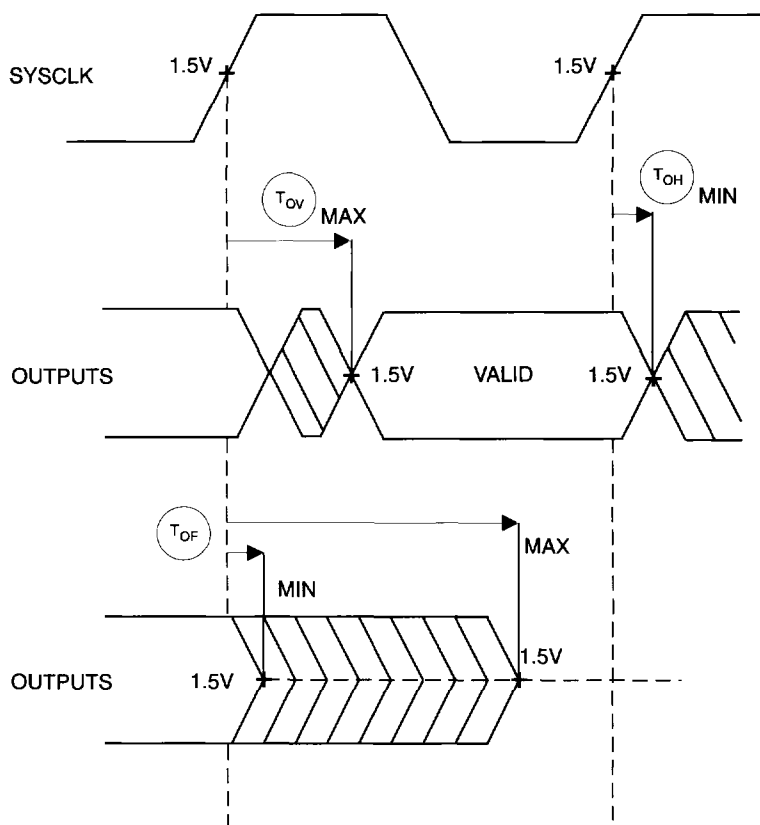 SYSCLK
1.5V
1.5V
T_OV MAX
T_OH MIN
OUTPUTS
1.5V
VALID
1.5V
T_OF
MAX
MIN
OUTPUTS
1.5V
1.5V